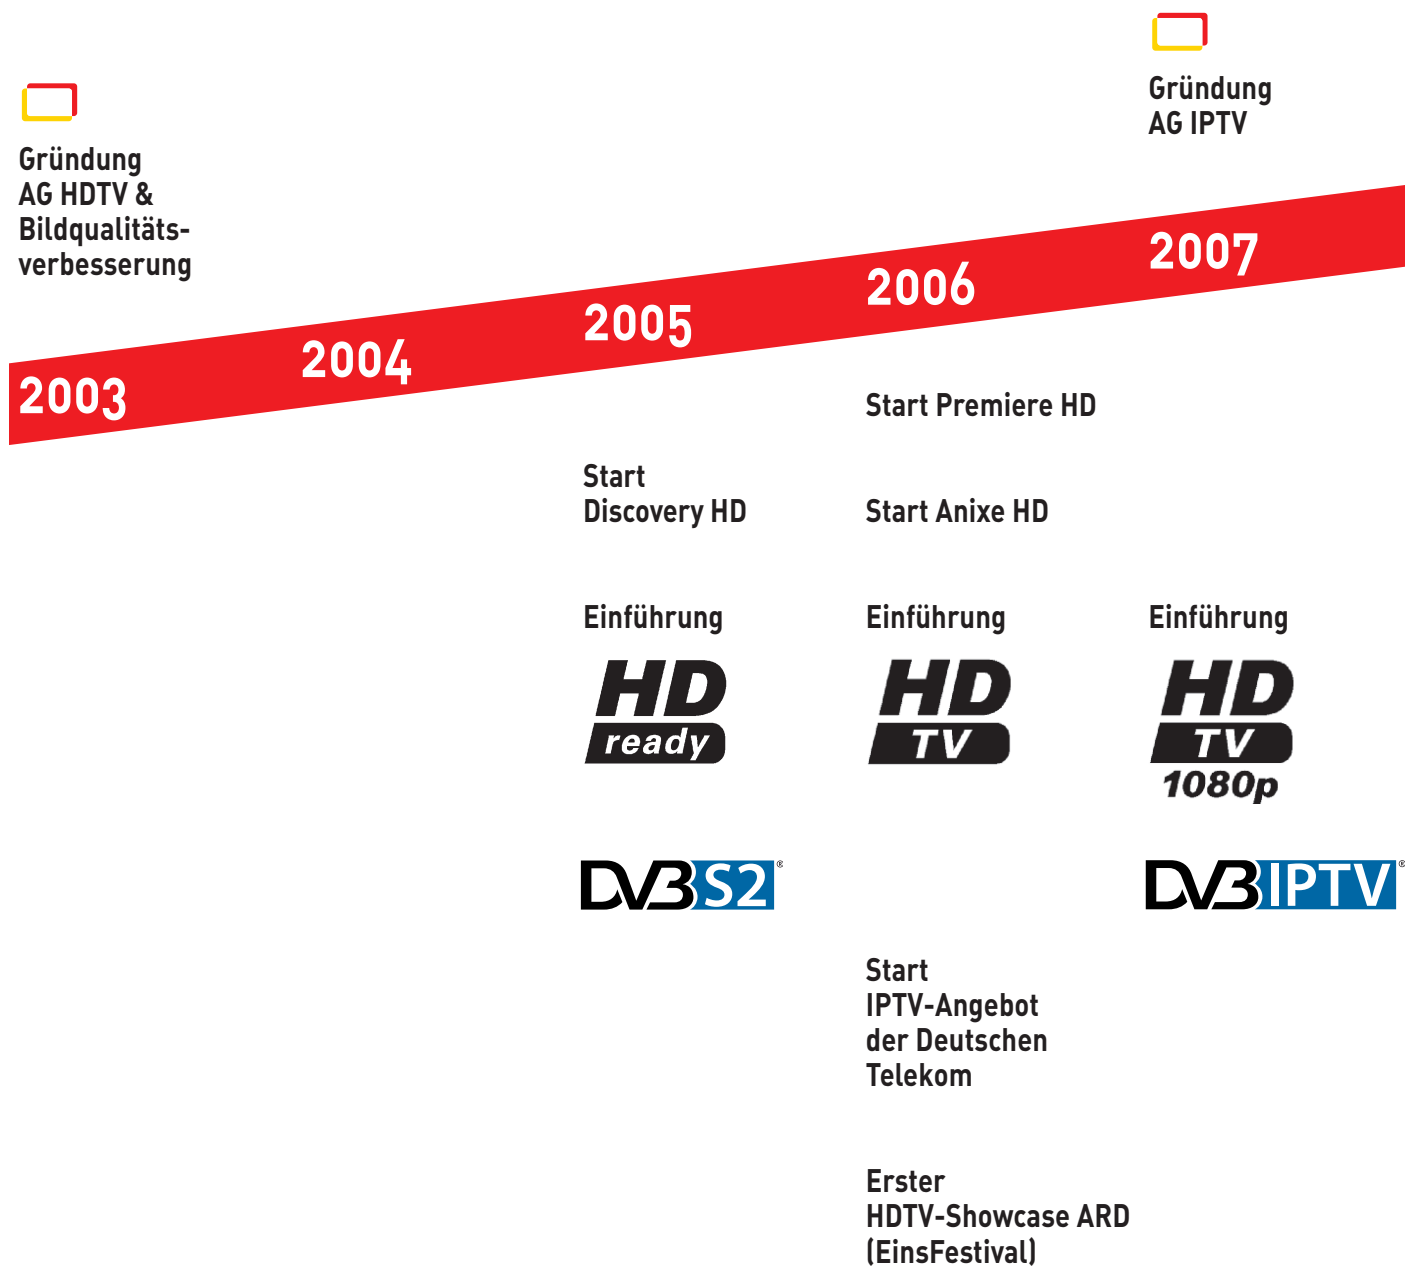 Gründung
AG HDTV &
Bildqualitäts-
verbesserung
Gründung
AG IPTV
2003
2004
2005
2006
2007
Start
Discovery HD
Einführung
HD
ready
DVB S2®
Start Premiere HD
Start Anixe HD
Einführung
HD
TV
Start
IPTV-Angebot
der Deutschen
Telekom
Erster
HDTV-Showcase ARD
(EinsFestival)
Einführung
HD
TV
1080p
DVB IPTV®